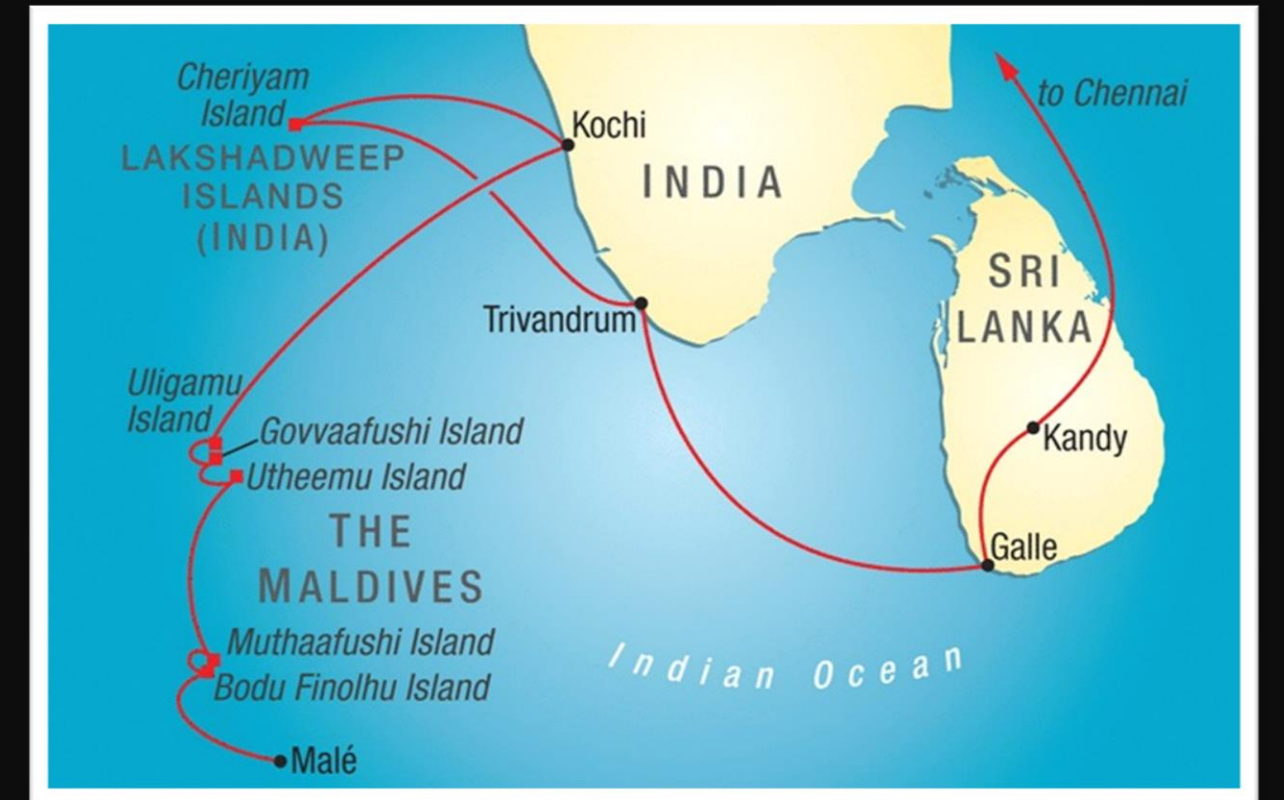 Cheriyam
Island
LAKSHADWEEP
ISLANDS
(INDIA)
Kochi
INDIA
to Chennai
SRI
LANKA
Trivandrum
Uligamu
Island
Govvaafushi Island
Utheemu Island
THE
MALDIVES
Kandy
Galle
Muthaafushi Island
Bodu Finolhu Island
Indian Ocean
Malé